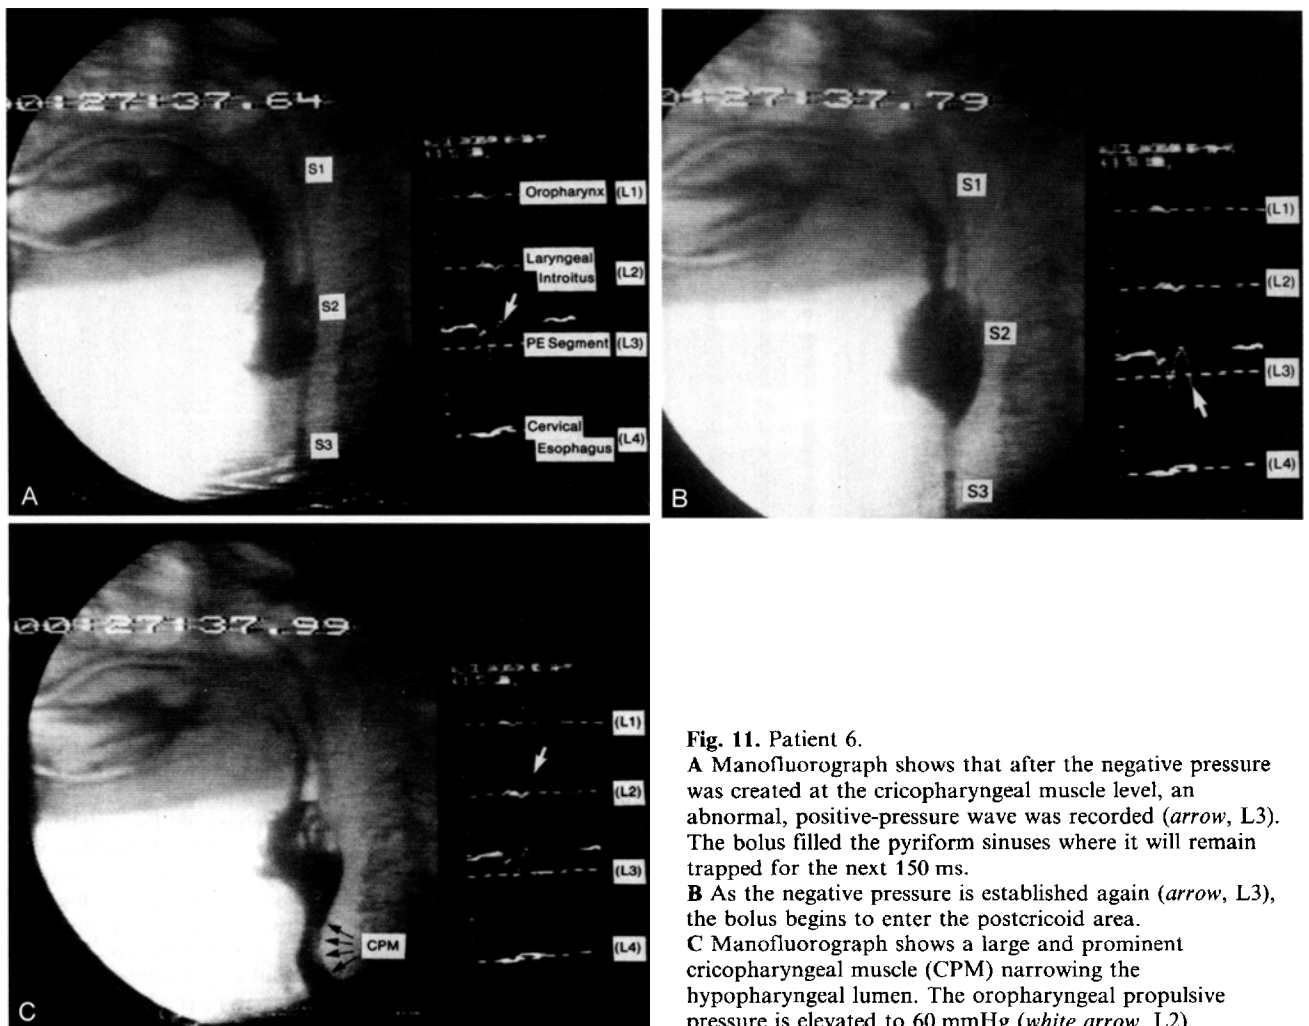 00:27:37.64
S1
Oropharynx (L1)
Laryngeal
Introitus (L2)
S2
PE Segment (L3)
Cervical
Esophagus (L4)
S3
A
0:27:37.79
S1
(L1)
(L2)
S2
(L3)
(L4)
S3
B
00:27:37.99
(L1)
(L2)
(L3)
CPM
(L4)
C
Fig. 11. Patient 6.
A Manofluorograph shows that after the negative pressure
was created at the cricopharyngeal muscle level, an
abnormal, positive-pressure wave was recorded (arrow, L3).
The bolus filled the pyriform sinuses where it will remain
trapped for the next 150 ms.
B As the negative pressure is established again (arrow, L3),
the bolus begins to enter the postcricoid area.
C Manofluorograph shows a large and prominent
cricopharyngeal muscle (CPM) narrowing the
hypopharyngeal lumen. The oropharyngeal propulsive
pressure is elevated to 60 mmHg (white arrow, L2).